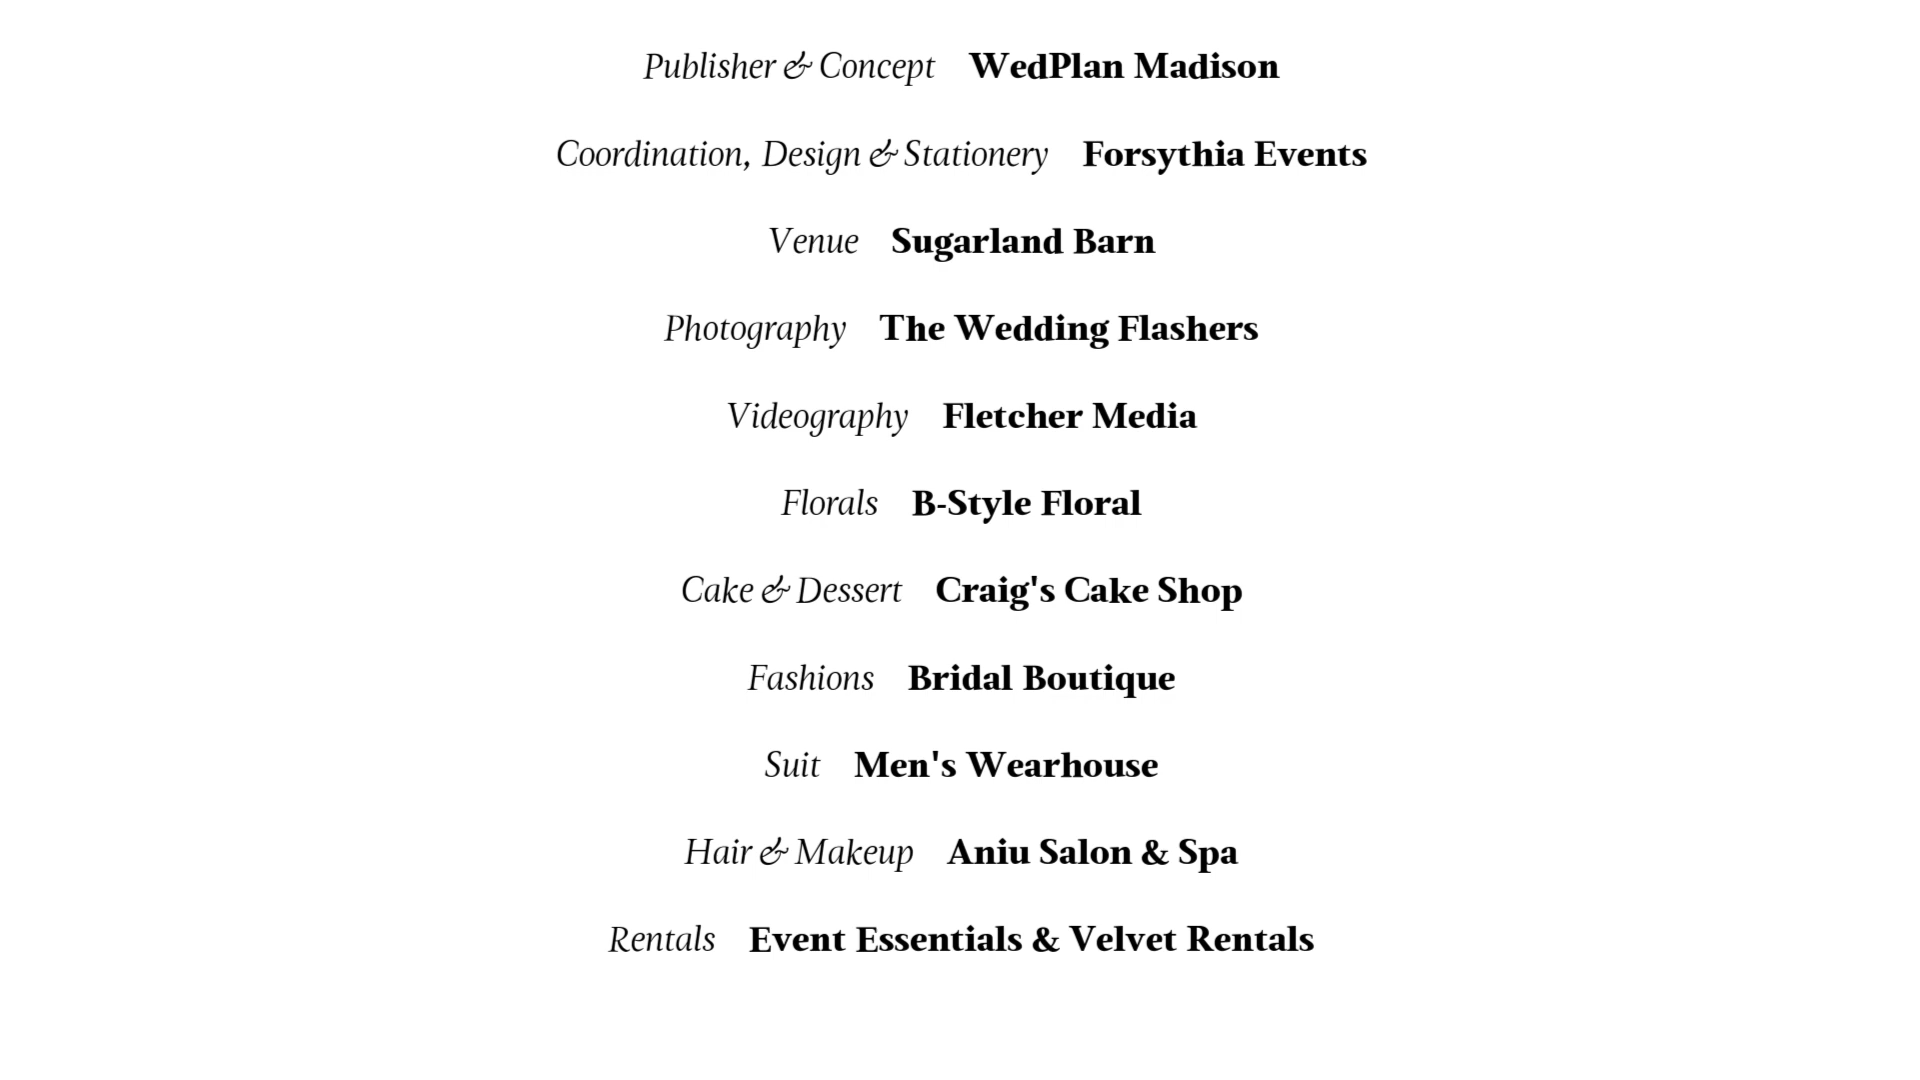 Publisher & Concept WedPlan Madison
Coordination, Design & Stationery Forsythia Events
Venue Sugarland Barn
Photography The Wedding Flashers
Videography Fletcher Media
Florals B-Style Floral
Cake & Dessert Craig's Cake Shop
Fashions Bridal Boutique
Suit Men's Wearhouse
Hair & Makeup Aniu Salon & Spa
Rentals Event Essentials & Velvet Rentals